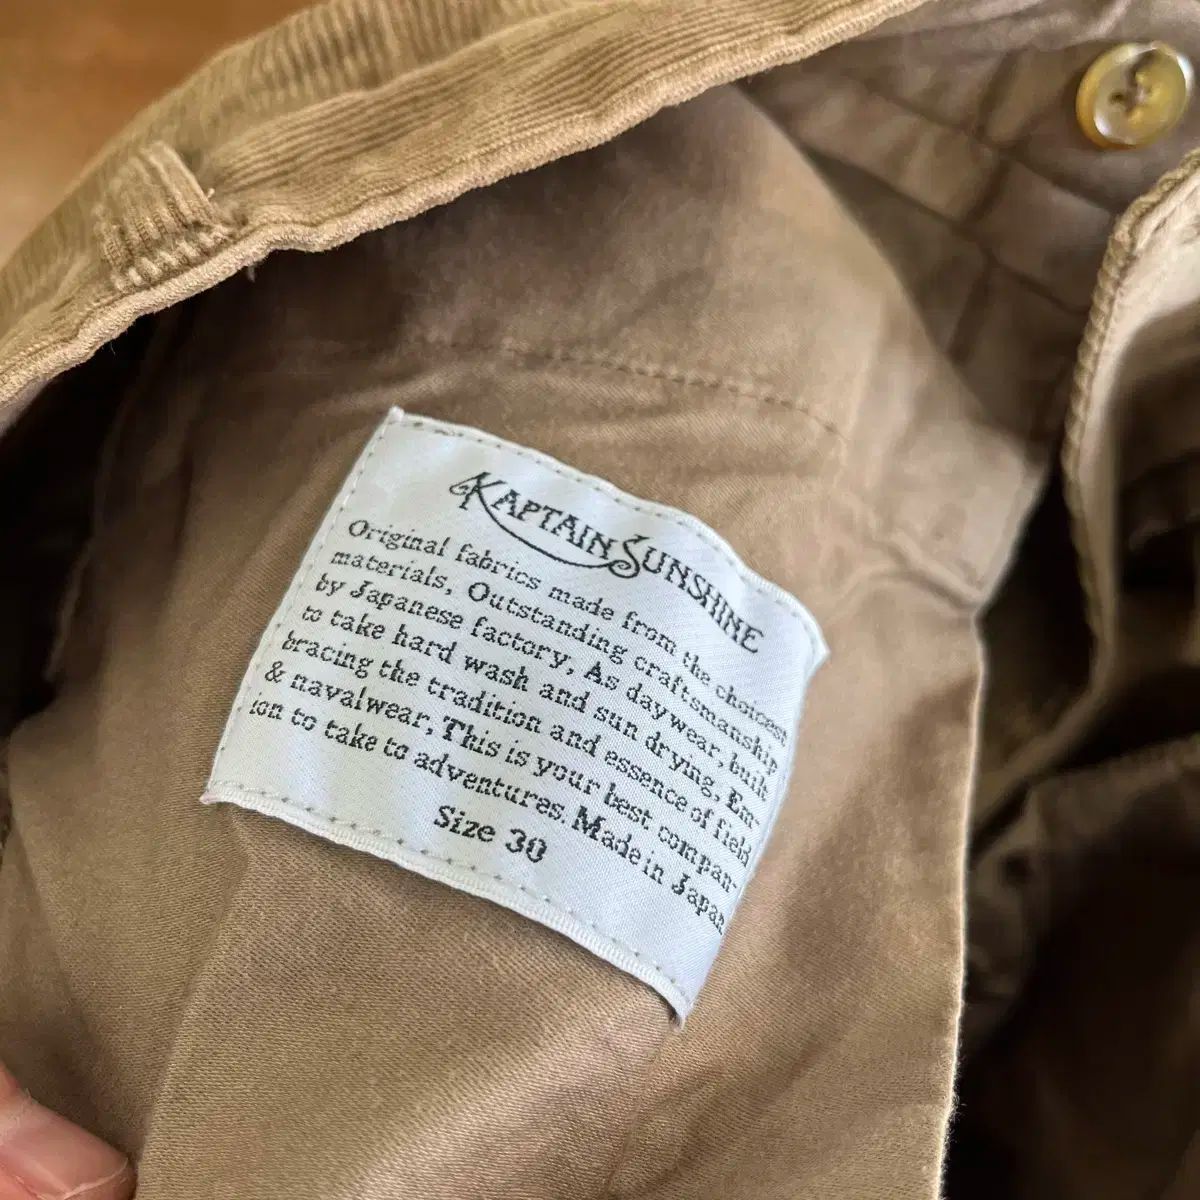 KAPTAIN SUNSHINE
Original fabrics made from the choicest
materials, Outstanding craftsmanship
by Japanese factory, As daywear, built
to take hard wash and sun drying, Em-
bracing the tradition and essence of field
& navalwear, This is your best compan-
ion to take to adventures. Made in Japan
Size 30